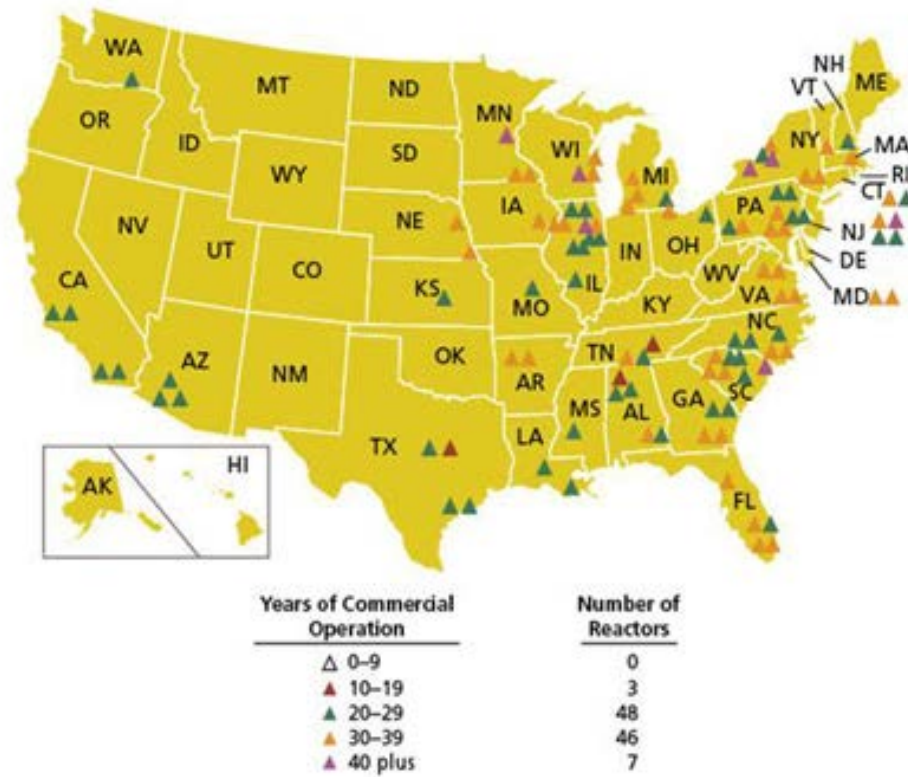 WA
MT
ND
MN
VT
NH
ME
OR
ID
SD
WI
NY
MA
WY
MI
RI
CT
NV
NE
IA
PA
NJ
UT
CO
IL
IN
OH
DE
CA
KS
MO
WV
VA
MD
KY
NC
AZ
NM
OK
TN
AR
SC
MS
AL
GA
TX
LA
AK
HI
FL
Years of Commercial Operation
Number of Reactors
0–9 0
10–19 3
20–29 48
30–39 46
40 plus 7